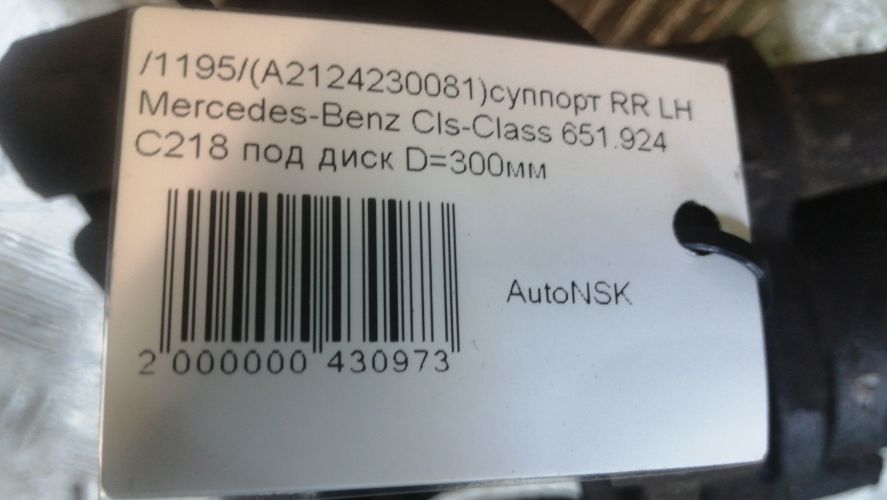 /1195/(A2124230081)суппорт RR LH
Mercedes-Benz Cls-Class 651.924
C218 под диск D=300мм
AutoNSK
2 000000 430973